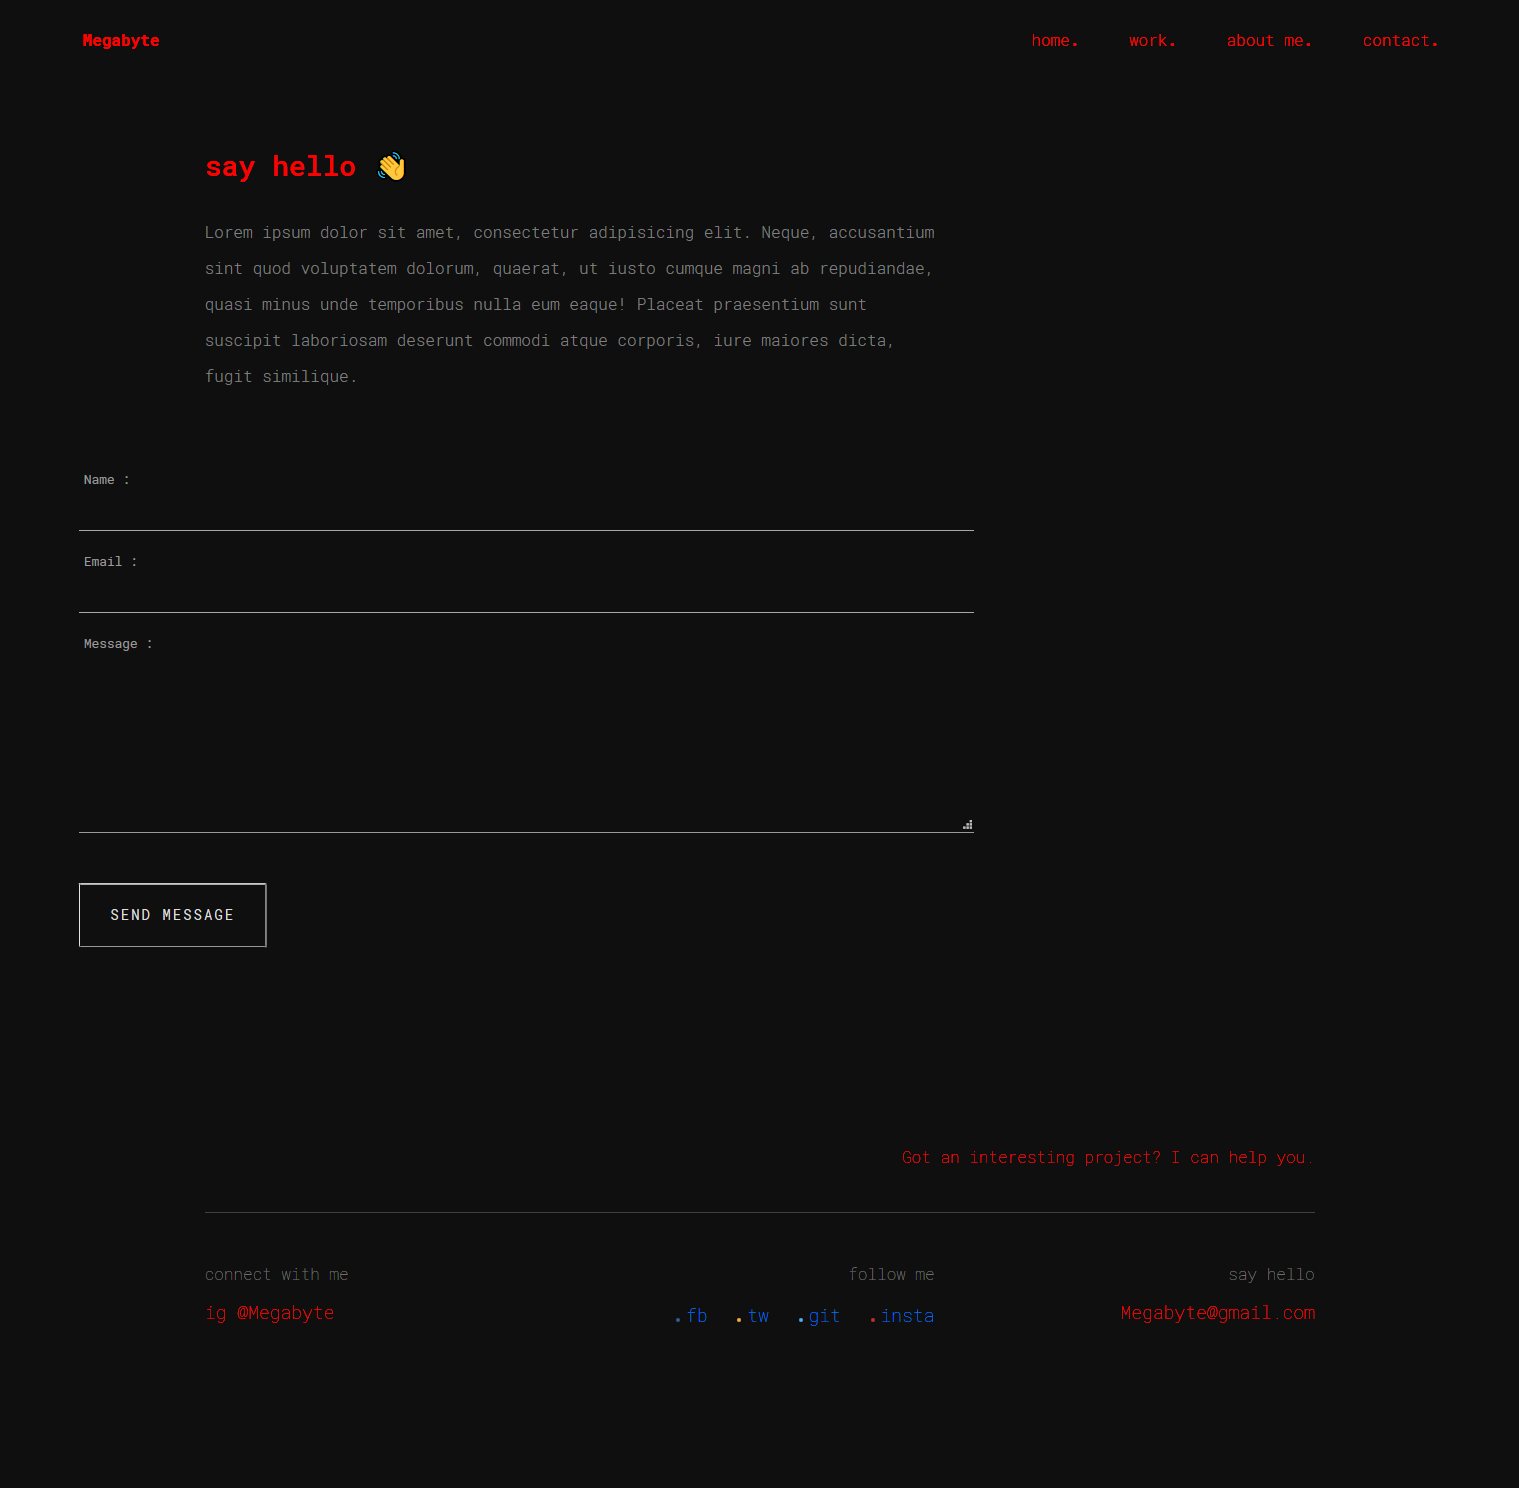 Megabyte
home. work. about me. contact.
say hello 👋
Lorem ipsum dolor sit amet, consectetur adipisicing elit. Neque, accusantium
sint quod voluptatem dolorum, quaerat, ut iusto cumque magni ab repudiandae,
quasi minus unde temporibus nulla eum eaque! Placeat praesentium sunt
suscipit laboriosam deserunt commodi atque corporis, iure maiores dicta,
fugit similique.
Name :
Email :
Message :
SEND MESSAGE
Got an interesting project? I can help you.
connect with me
ig @Megabyte
follow me
.fb .tw .git .insta
say hello
Megabyte@gmail.com